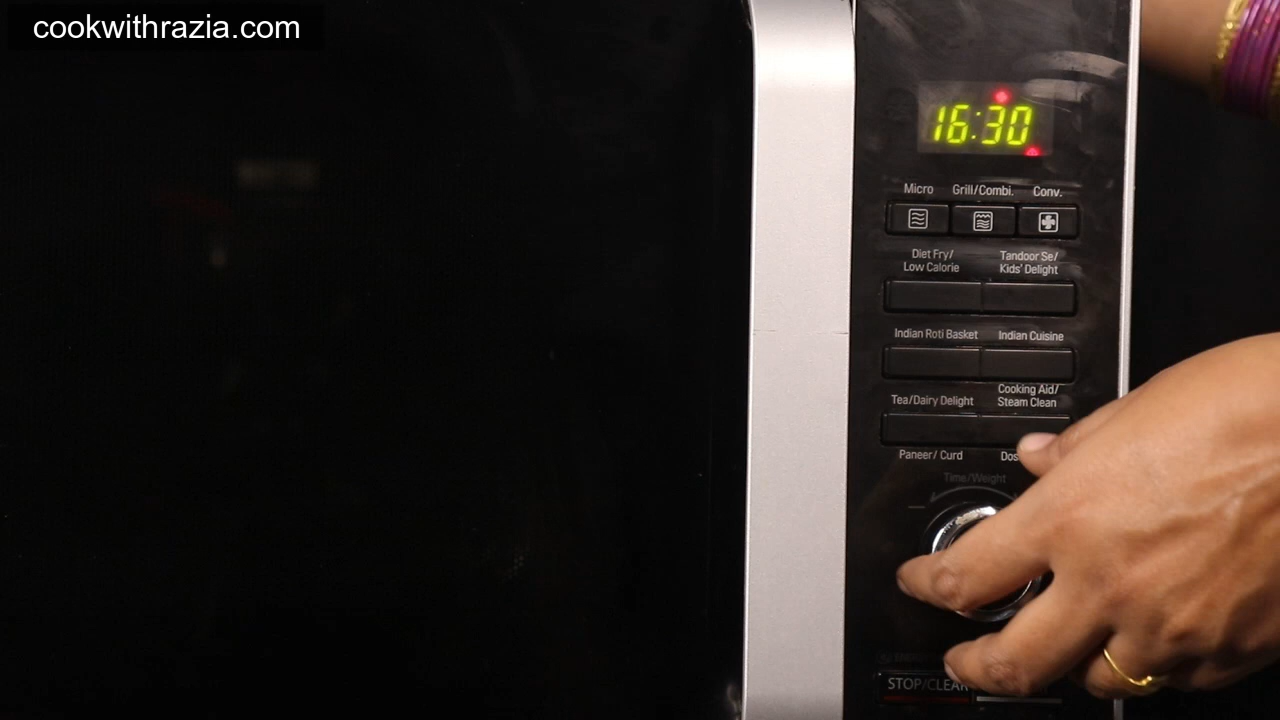 cookwithrazia.com
16:30
Micro Grill/Combi. Conv.
Diet Fry/ Tandoor Se/
Low Calorie Kids' Delight
Indian Roti Basket Indian Cuisine
Cooking Aid/
Tea/Dairy Delight Steam Clean
Paneer/ Curd
Time/Weight
STOP/CLEAR